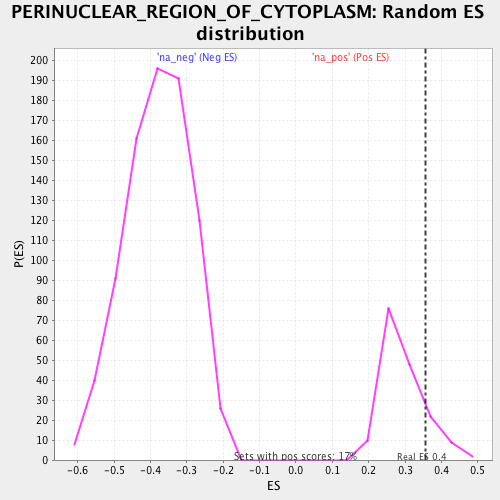 PERINUCLEAR_REGION_OF_CYTOPLASM: Random ES
distribution
'na_neg' (Neg ES) 'na_pos' (Pos ES)
200
190
180
170
160
150
140
130
120
110
100
90
80
70
60
50
40
30
20
10
0
P(ES)
Sets with pos scores: 17%
Real ES 0.4
-0.6 -0.5 -0.4 -0.3 -0.2 -0.1 0.0 0.1 0.2 0.3 0.4 0.5
ES